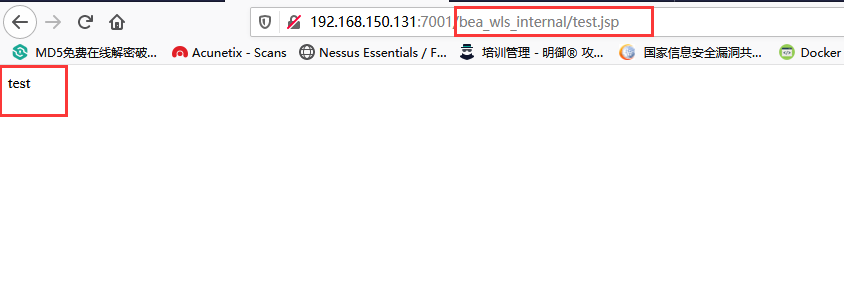 192.168.150.131:7001/bea_wls_internal/test.jsp
MD5免费在线解密破... Acunetix - Scans Nessus Essentials / F... 培训管理 - 明御® 攻... 国家信息安全漏洞共... Docker
test